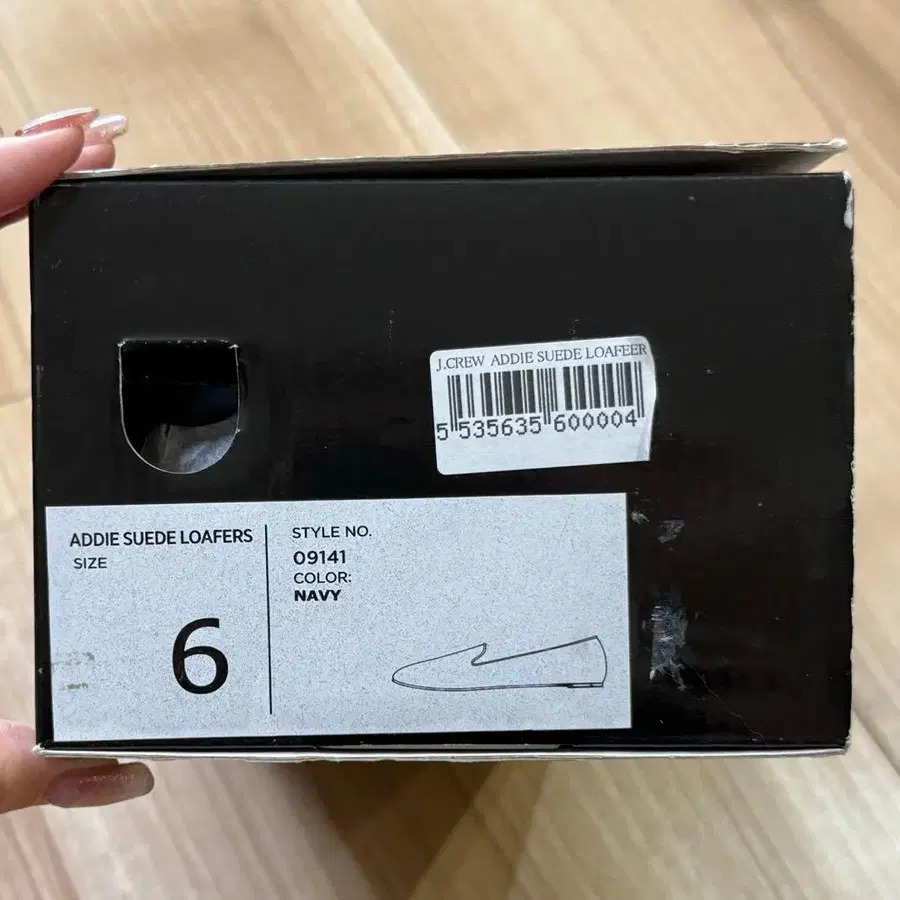 J.CREW ADDIE SUEDE LOAFEER
5 535635 600004
ADDIE SUEDE LOAFERS
SIZE
6
STYLE NO.
09141
COLOR:
NAVY